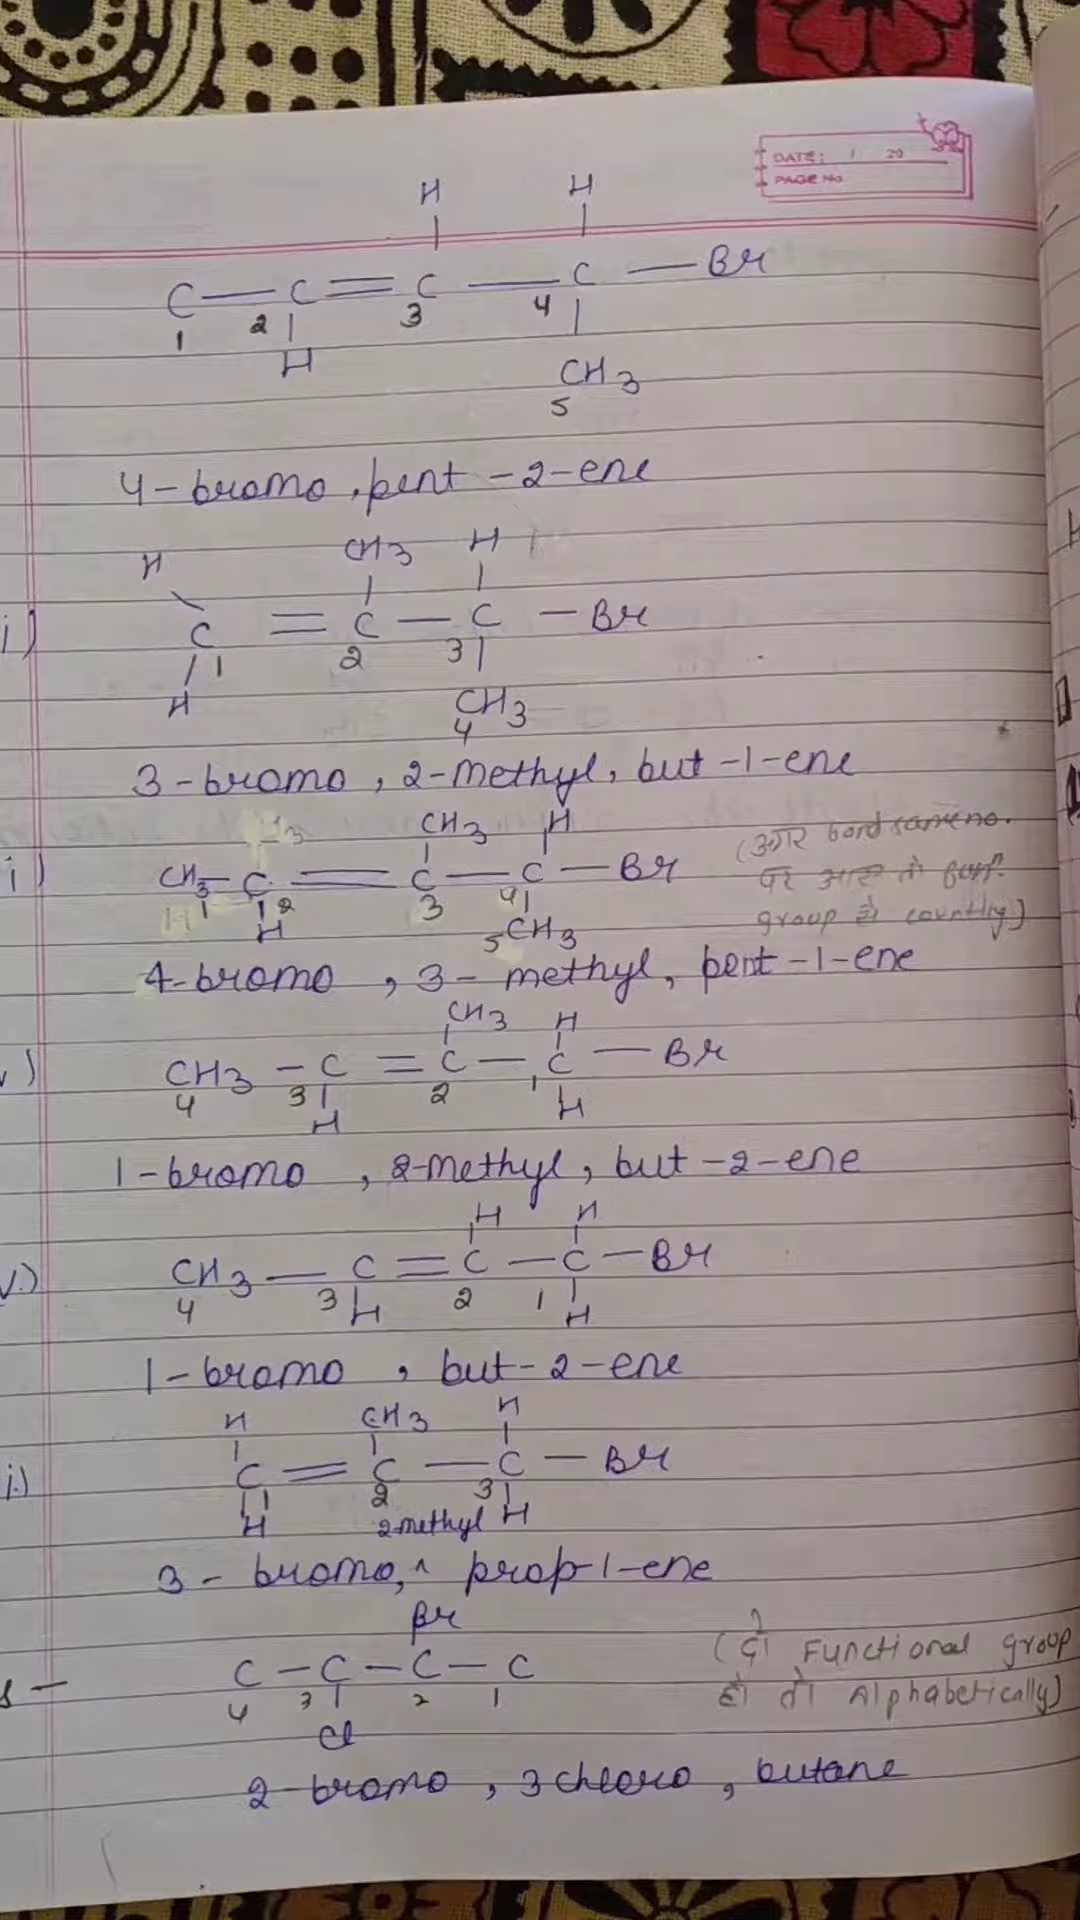 DATE: / 20
PAGE NO.
H H
C — C = C — C — Br
1 2 3 4
H
CH3
5
4-bromo, pent-2-ene
H CH3 H
i) C = C — C — Br
1 2 3
H CH3
4
3-bromo, 2-methyl, but-1-ene
CH3 H
i) CH3 — C = C — C — Br
1 2 3 4
H 5 CH3
(अगर bond same no.
पर आए तो
group से counting)
4-bromo, 3-methyl, pent-1-ene
CH3 H
v) CH3 — C = C — C — Br
4 3 2 1
H H
1-bromo, 2-methyl, but-2-ene
H H
v.) CH3 — C = C — C — Br
4 3 2 1
H H
1-bromo, but-2-ene
H CH3 H
i.) C = C — C — Br
1 2 3
H 2methyl H
3-bromo, ^ prop-1-ene
Br
C — C — C — C
4 3 2 1
Cl
(दो Functional group
हो तो Alphabetically)
2-bromo, 3chloro, butane